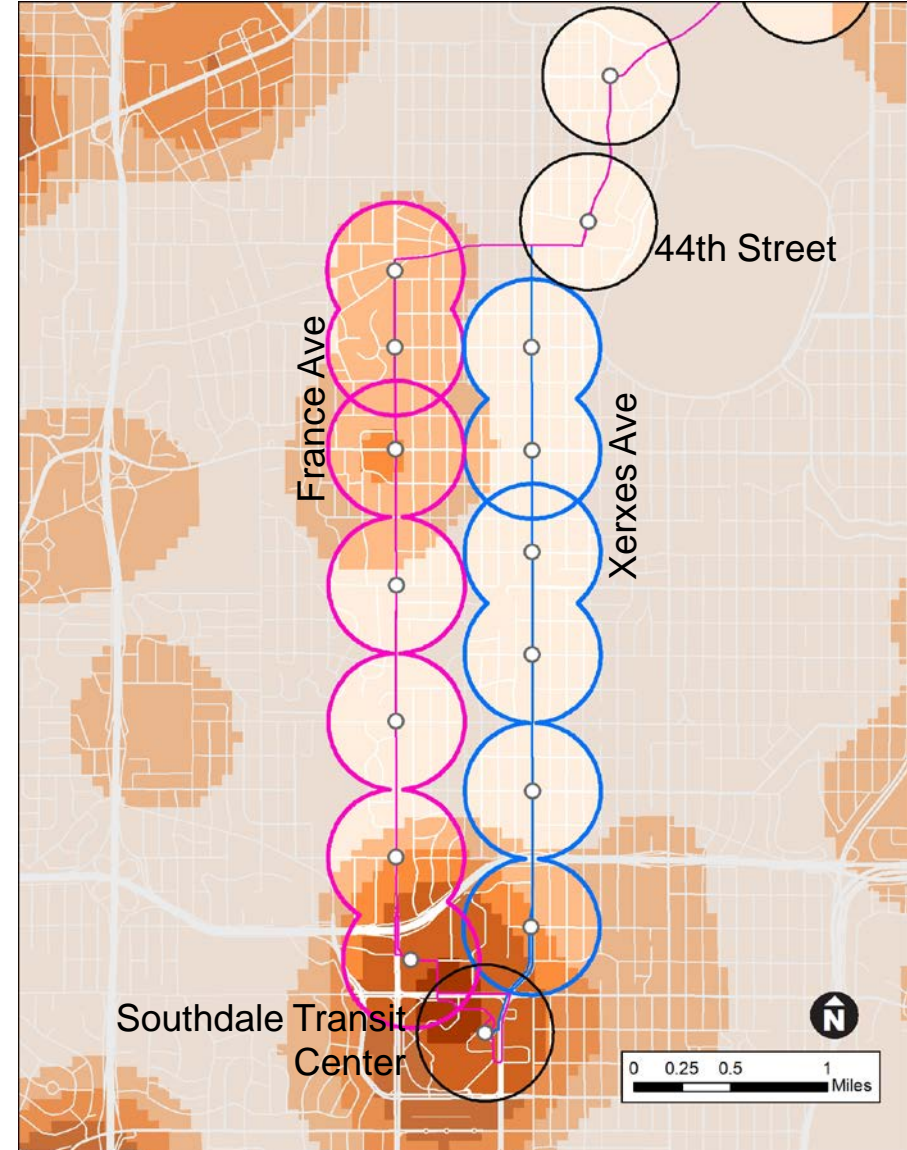 44th Street
France Ave
Xerxes Ave
Southdale Transit
Center
N
0 0.25 0.5 1
Miles